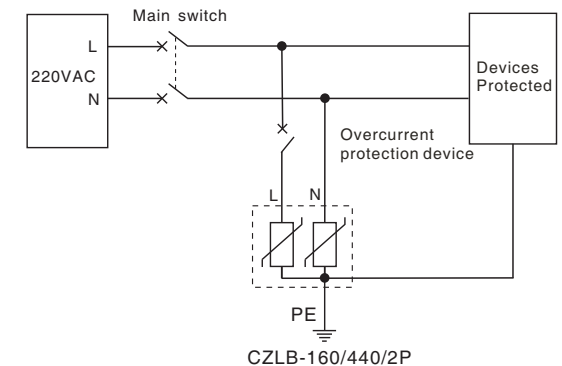 Main switch
L
220VAC
N
Devices
Protected
Overcurrent
protection device
L N
PE
CZLB-160/440/2P